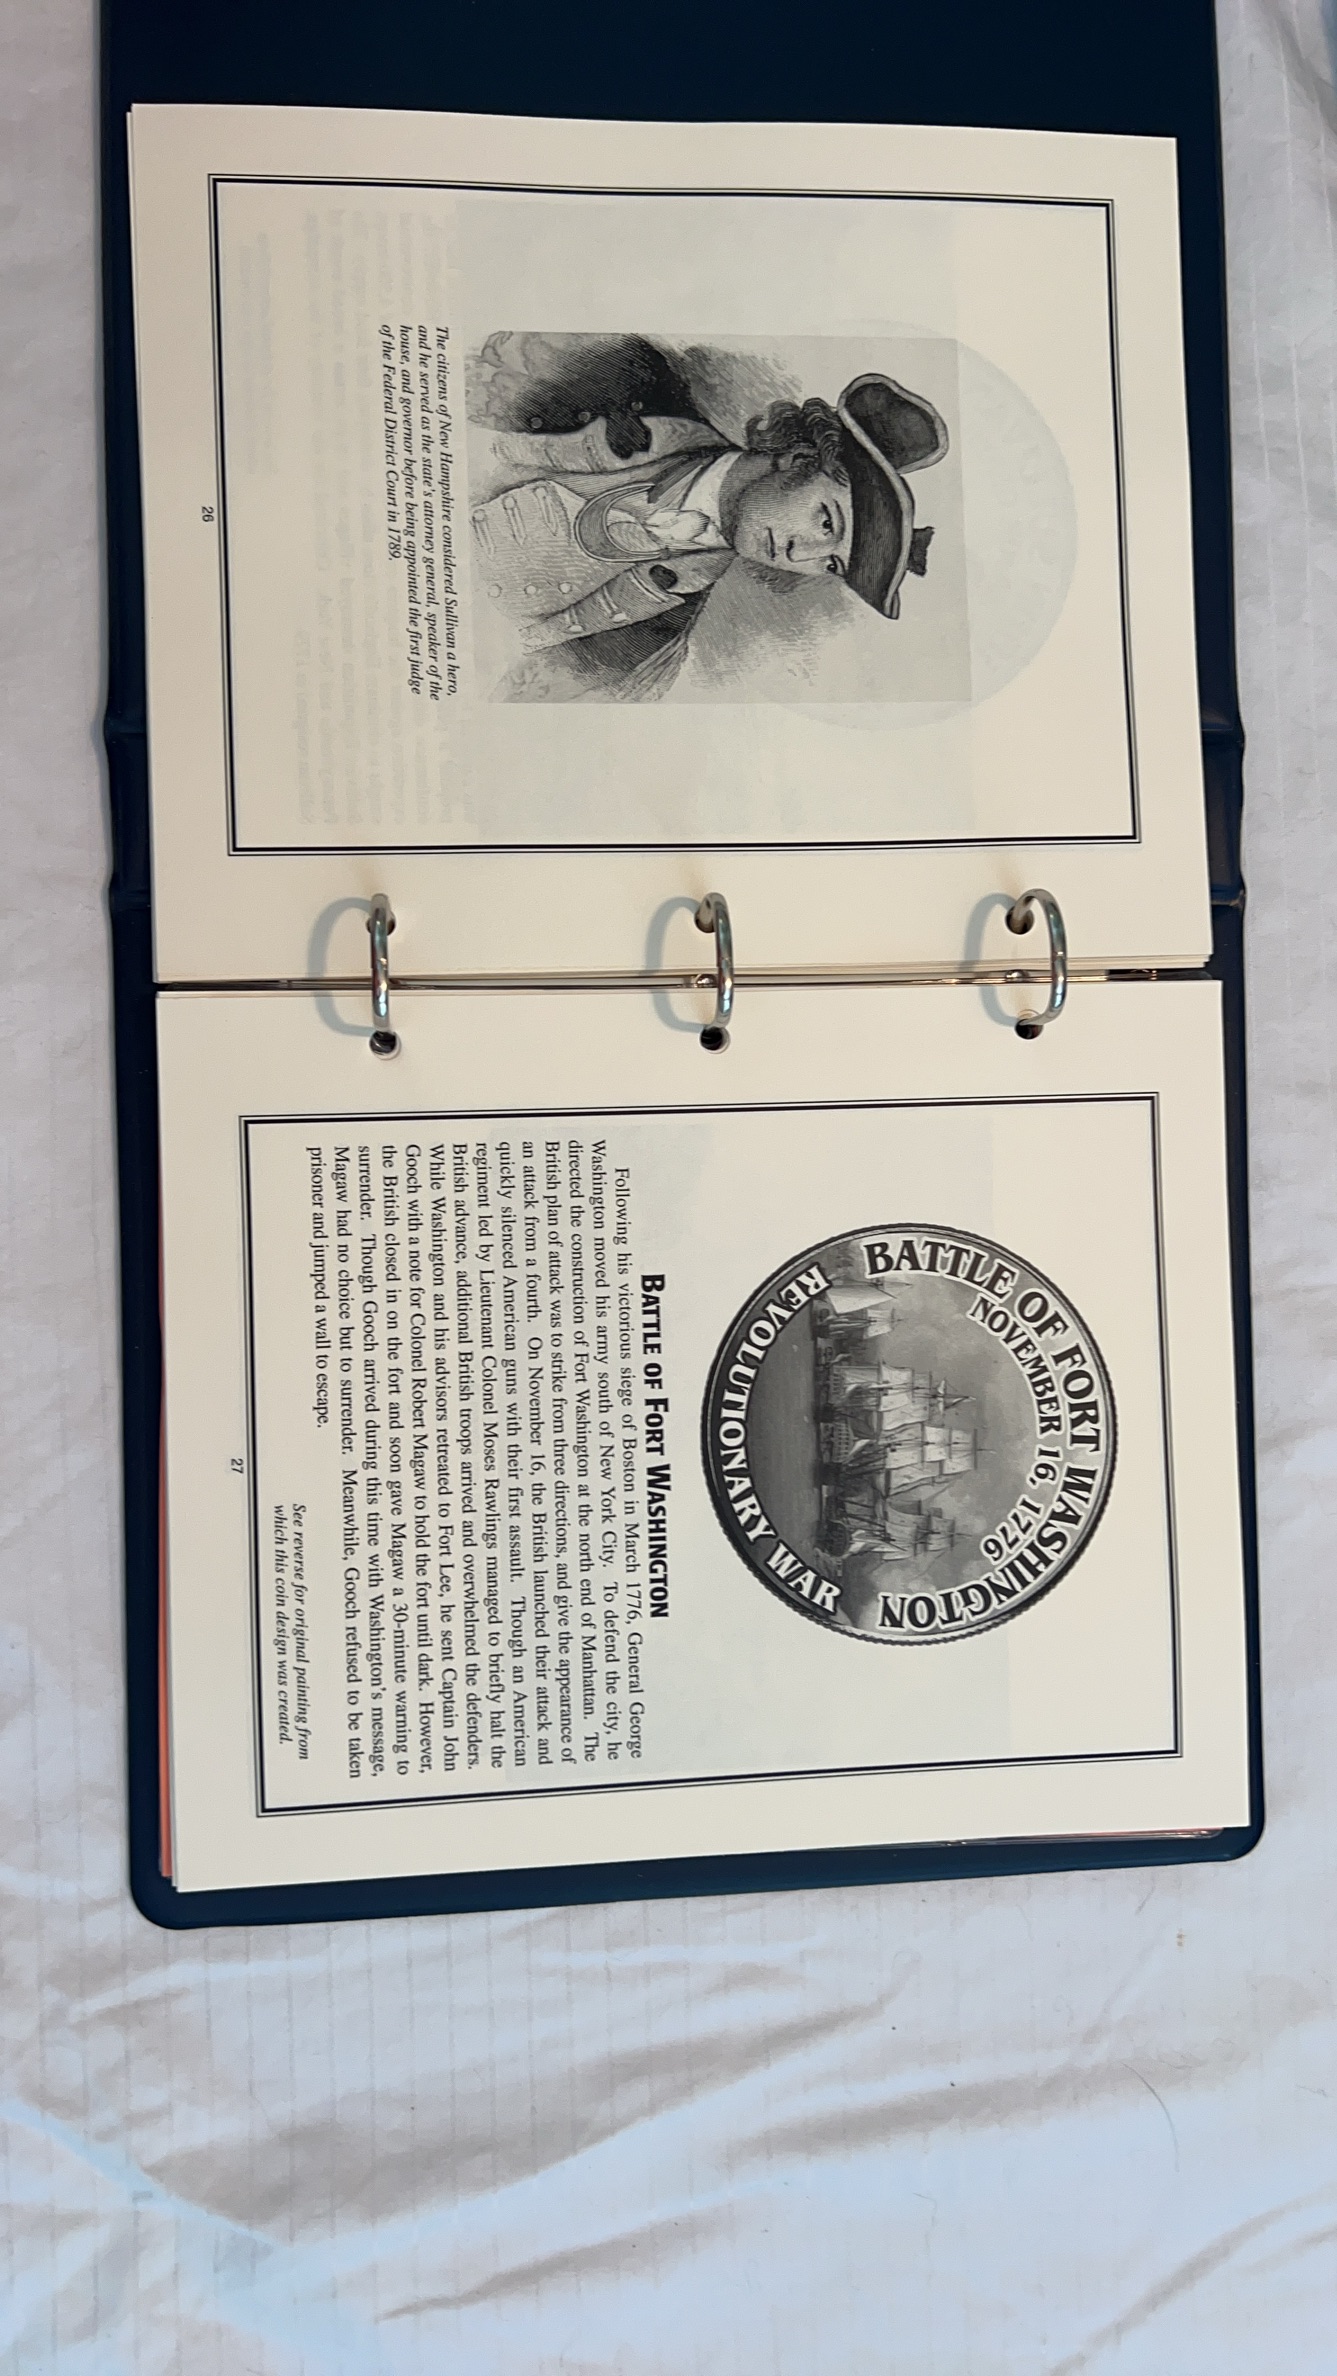 The citizens of New Hampshire considered Sullivan a hero,
and he served as the state's attorney general, speaker of the
house, and governor before being appointed the first judge
of the Federal District Court in 1789.
26
BATTLE OF FORT WASHINGTON
NOVEMBER 16, 1776
REVOLUTIONARY WAR
BATTLE OF FORT WASHINGTON
Following his victorious siege of Boston in March 1776, General George
Washington moved his army south of New York City. To defend the city, he
directed the construction of Fort Washington at the north end of Manhattan. The
British plan of attack was to strike from three directions, and give the appearance of
an attack from a fourth. On November 16, the British launched their attack and
quickly silenced American guns with their first assault. Though an American
regiment led by Lieutenant Colonel Moses Rawlings managed to briefly halt the
British advance, additional British troops arrived and overwhelmed the defenders.
While Washington and his advisors retreated to Fort Lee, he sent Captain John
Gooch with a note for Colonel Robert Magaw to hold the fort until dark. However,
the British closed in on the fort and soon gave Magaw a 30-minute warning to
surrender. Though Gooch arrived during this time with Washington's message,
Magaw had no choice but to surrender. Meanwhile, Gooch refused to be taken
prisoner and jumped a wall to escape.
See reverse for original painting from
which this coin design was created.
27